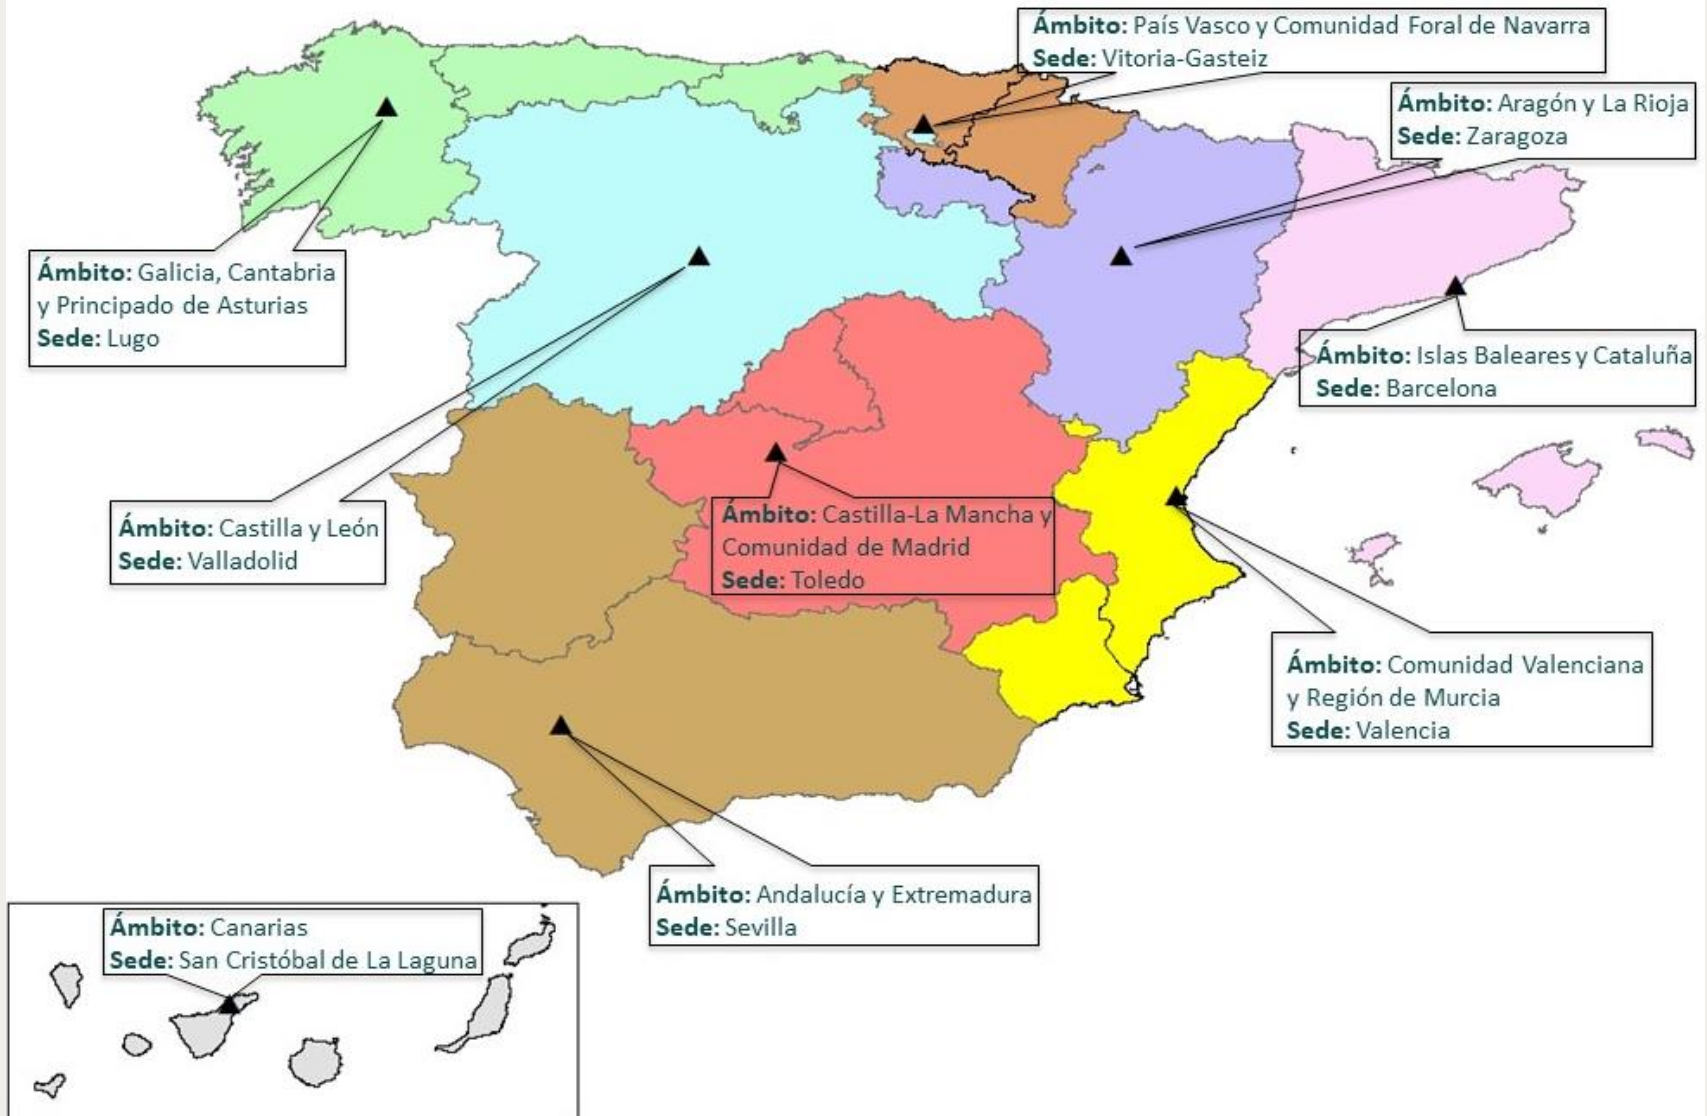 Ámbito: País Vasco y Comunidad Foral de Navarra
Sede: Vitoria-Gasteiz
Ámbito: Aragón y La Rioja
Sede: Zaragoza
Ámbito: Galicia, Cantabria
y Principado de Asturias
Sede: Lugo
Ámbito: Islas Baleares y Cataluña
Sede: Barcelona
Ámbito: Castilla y León
Sede: Valladolid
Ámbito: Castilla-La Mancha y
Comunidad de Madrid
Sede: Toledo
Ámbito: Comunidad Valenciana
y Región de Murcia
Sede: Valencia
Ámbito: Andalucía y Extremadura
Sede: Sevilla
Ámbito: Canarias
Sede: San Cristóbal de La Laguna